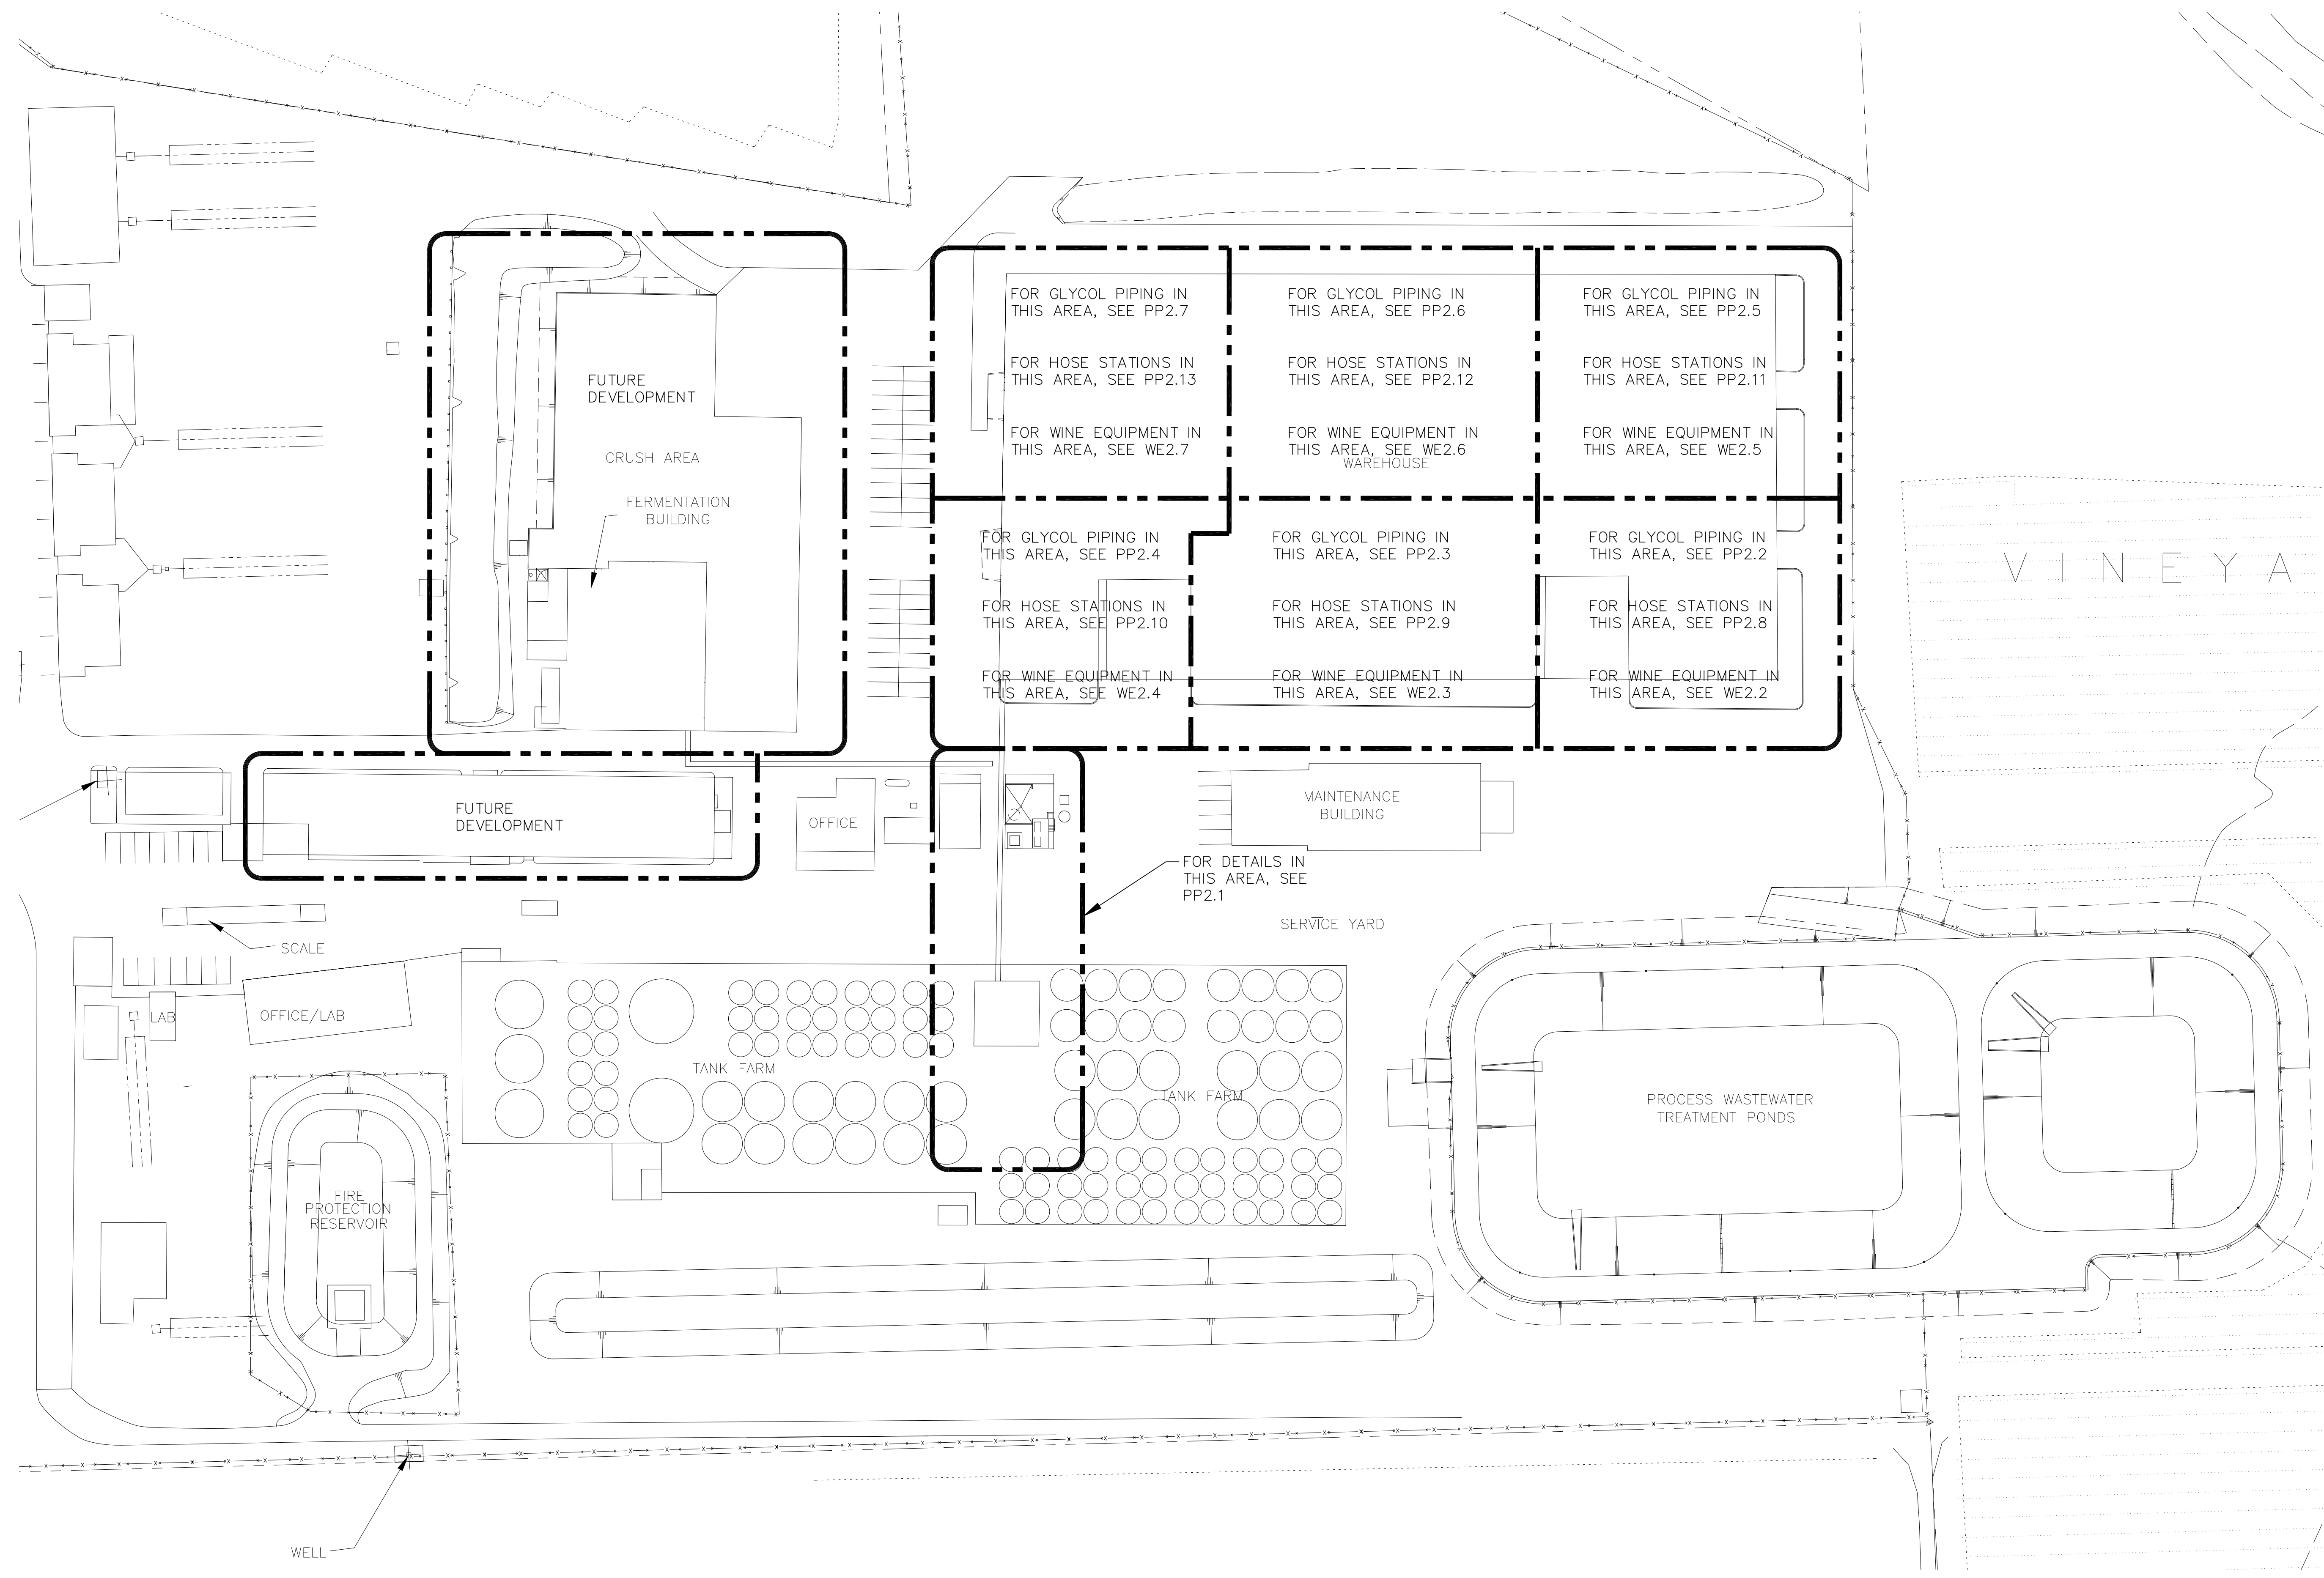 FOR GLYCOL PIPING IN
THIS AREA, SEE PP2.7
FOR HOSE STATIONS IN
THIS AREA, SEE PP2.13
FOR WINE EQUIPMENT IN
THIS AREA, SEE WE2.7
FOR GLYCOL PIPING IN
THIS AREA, SEE PP2.6
FOR HOSE STATIONS IN
THIS AREA, SEE PP2.12
FOR WINE EQUIPMENT IN
THIS AREA, SEE WE2.6
WAREHOUSE
FOR GLYCOL PIPING IN
THIS AREA, SEE PP2.5
FOR HOSE STATIONS IN
THIS AREA, SEE PP2.11
FOR WINE EQUIPMENT IN
THIS AREA, SEE WE2.5
FUTURE
DEVELOPMENT
CRUSH AREA
FERMENTATION
BUILDING
FOR GLYCOL PIPING IN
THIS AREA, SEE PP2.4
FOR HOSE STATIONS IN
THIS AREA, SEE PP2.10
FOR WINE EQUIPMENT IN
THIS AREA, SEE WE2.4
FOR GLYCOL PIPING IN
THIS AREA, SEE PP2.3
FOR HOSE STATIONS IN
THIS AREA, SEE PP2.9
FOR WINE EQUIPMENT IN
THIS AREA, SEE WE2.3
FOR GLYCOL PIPING IN
THIS AREA, SEE PP2.2
FOR HOSE STATIONS IN
THIS AREA, SEE PP2.8
FOR WINE EQUIPMENT IN
THIS AREA, SEE WE2.2
VINEYA
FUTURE
DEVELOPMENT
OFFICE
MAINTENANCE
BUILDING
FOR DETAILS IN
THIS AREA, SEE
PP2.1
SERVICE YARD
SCALE
LAB
OFFICE/LAB
TANK FARM
TANK FARM
PROCESS WASTEWATER
TREATMENT PONDS
FIRE
PROTECTION
RESERVOIR
WELL